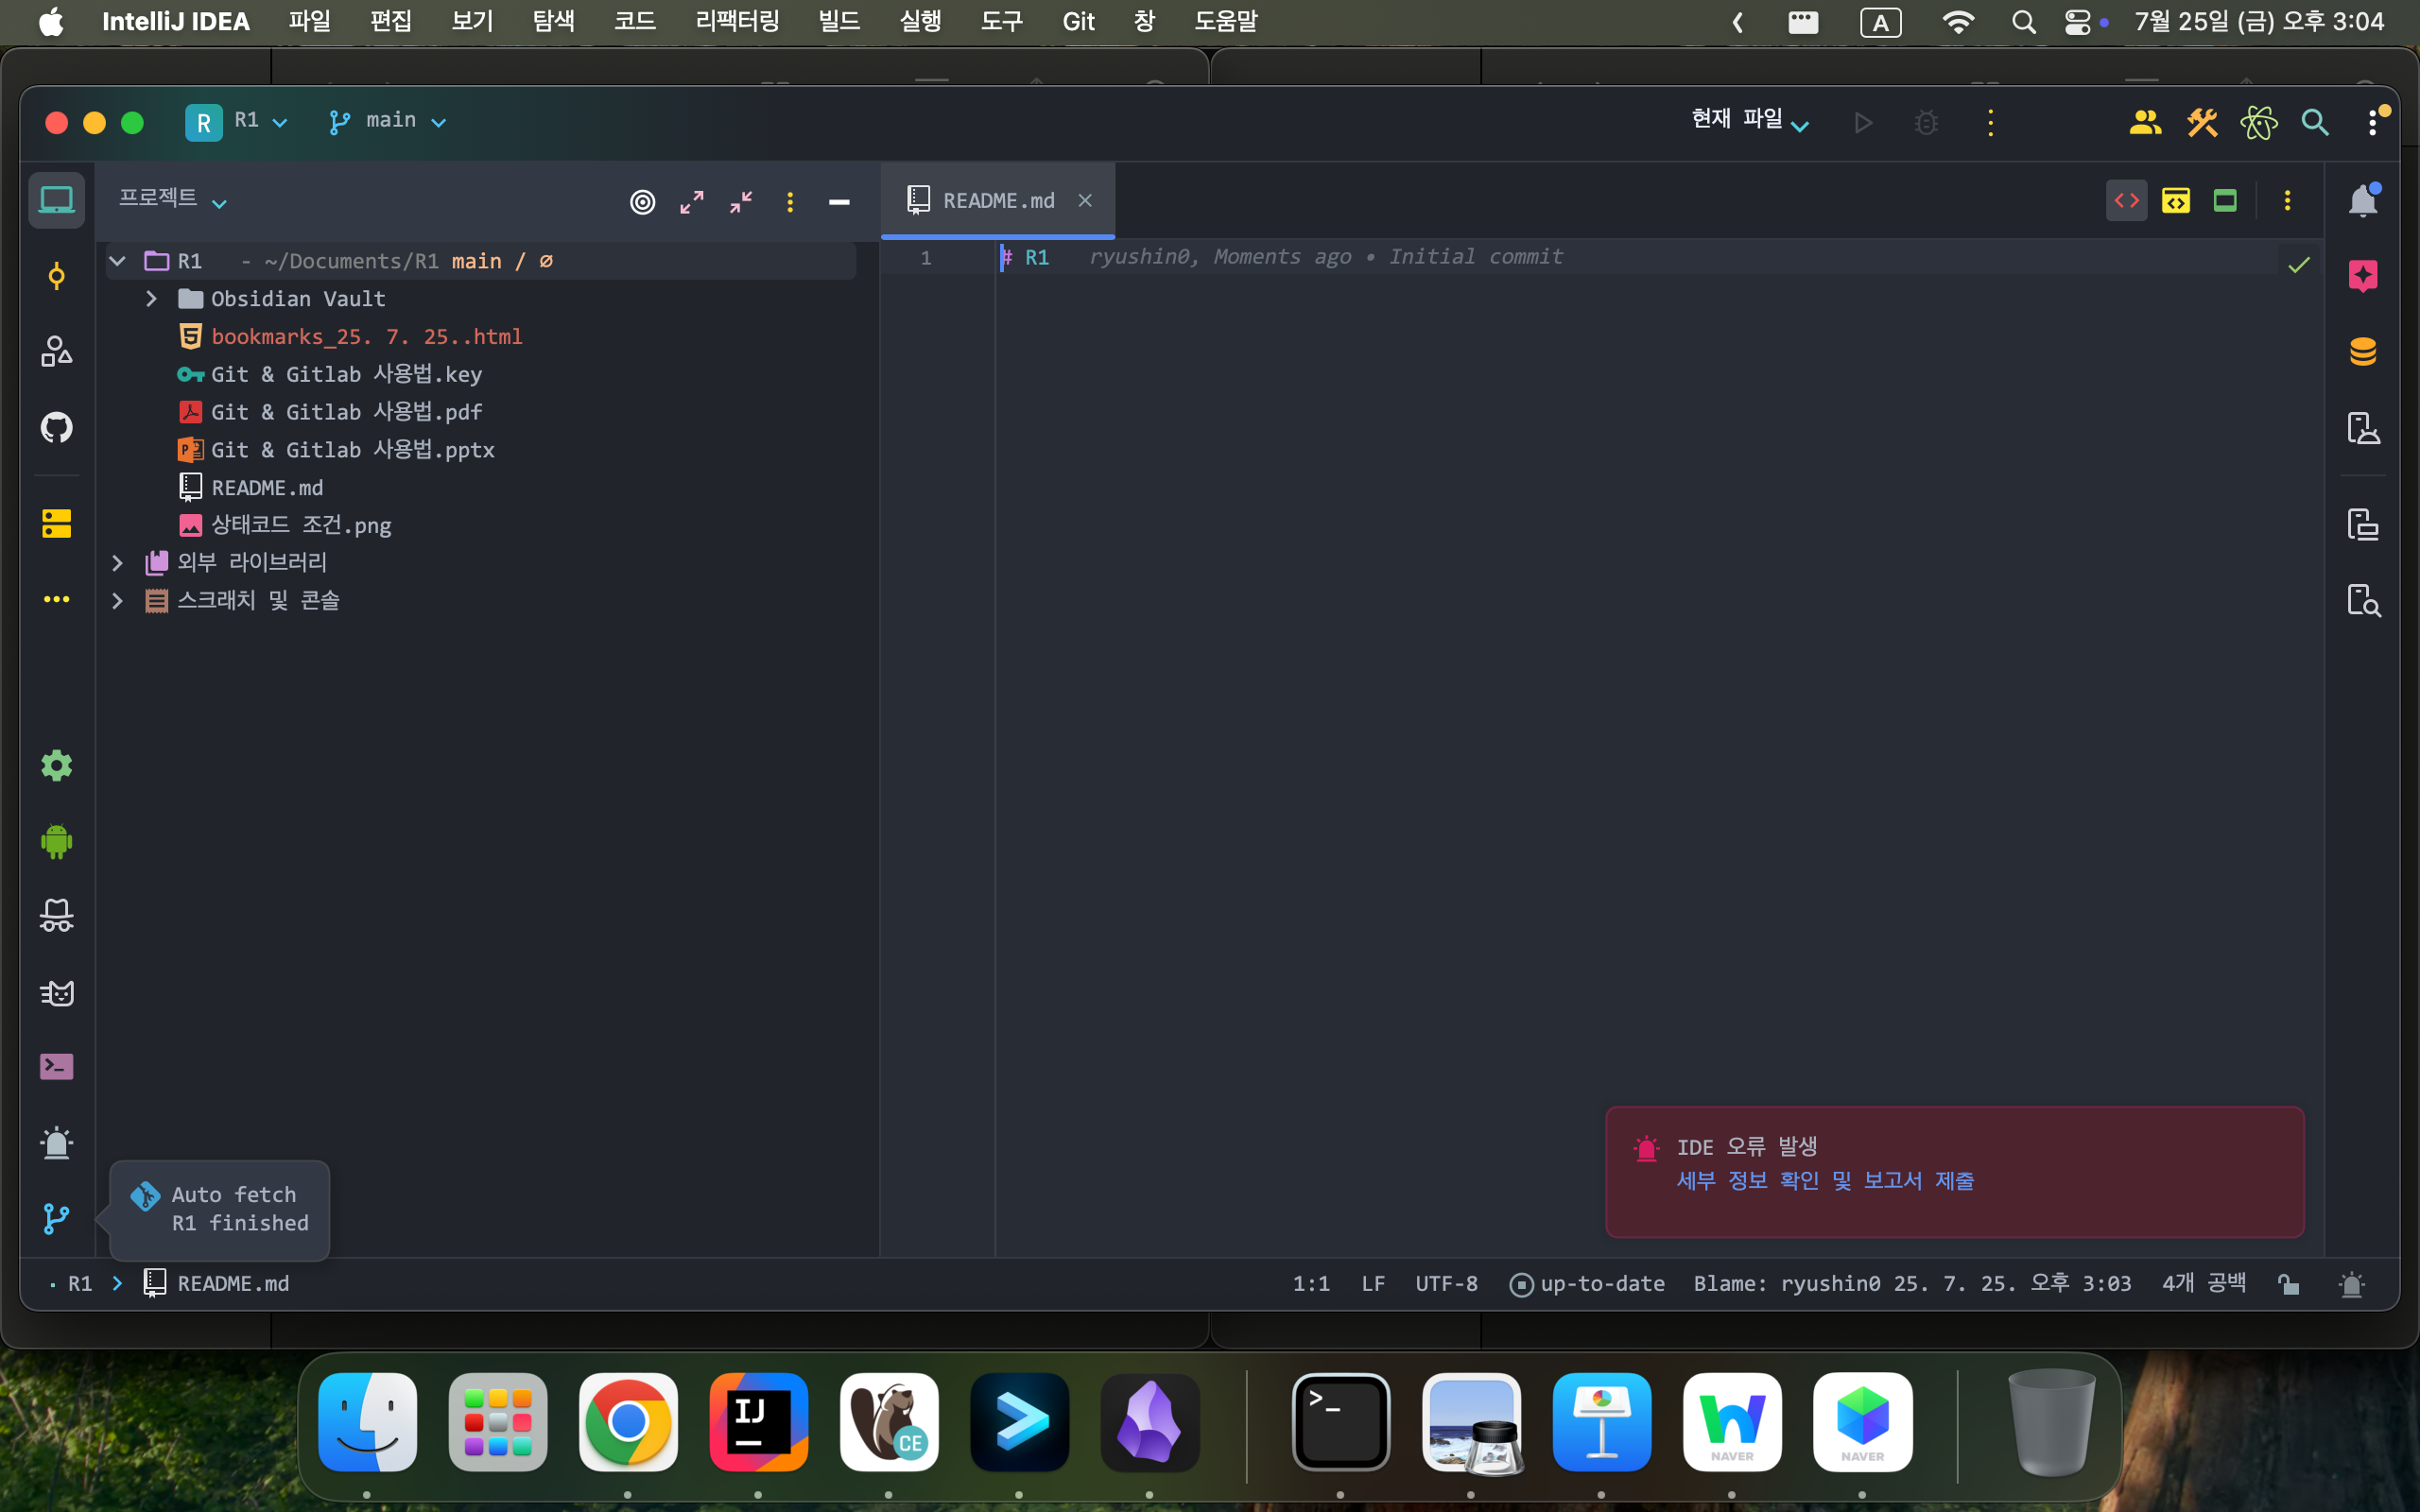 IntelliJ IDEA 파일 편집 보기 탐색 코드 리팩터링 빌드 실행 도구 Git 창 도움말 A 7월 25일 (금) 오후 3:04
R R1 main 현재 파일
프로젝트
README.md
R1 - ~/Documents/R1 main / ∅
Obsidian Vault
bookmarks_25. 7. 25..html
Git & Gitlab 사용법.key
Git & Gitlab 사용법.pdf
Git & Gitlab 사용법.pptx
README.md
상태코드 조건.png
외부 라이브러리
스크래치 및 콘솔
1 # R1 ryushin0, Moments ago • Initial commit
IDE 오류 발생
세부 정보 확인 및 보고서 제출
Auto fetch
R1 finished
R1 README.md 1:1 LF UTF-8 up-to-date Blame: ryushin0 25. 7. 25. 오후 3:03 4개 공백
IJ
CE
NAVER
NAVER